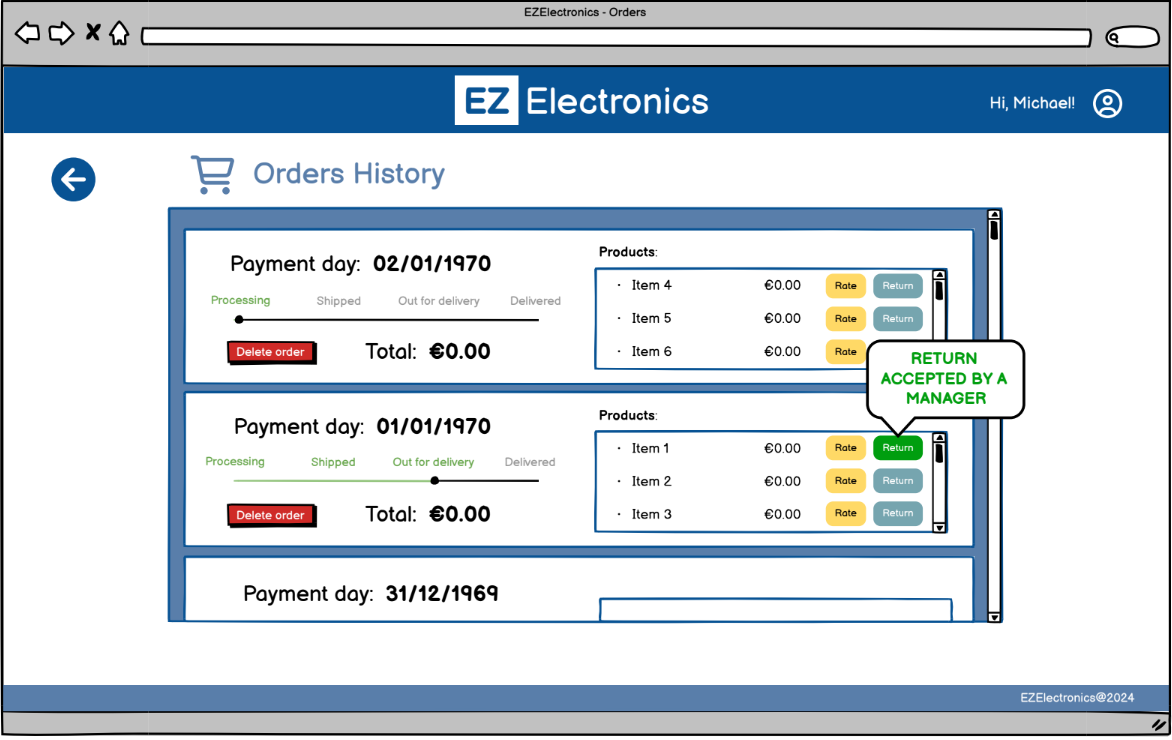 EZElectronics - Orders
EZ Electronics
Hi, Michael!
Orders History
Payment day: 02/01/1970
Processing Shipped Out for delivery Delivered
Delete order Total: €0.00
Products:
· Item 4 €0.00 Rate Return
· Item 5 €0.00 Rate Return
· Item 6 €0.00 Rate
RETURN
ACCEPTED BY A
MANAGER
Payment day: 01/01/1970
Processing Shipped Out for delivery Delivered
Delete order Total: €0.00
Products:
· Item 1 €0.00 Rate Return
· Item 2 €0.00 Rate Return
· Item 3 €0.00 Rate Return
Payment day: 31/12/1969
EZElectronics@2024